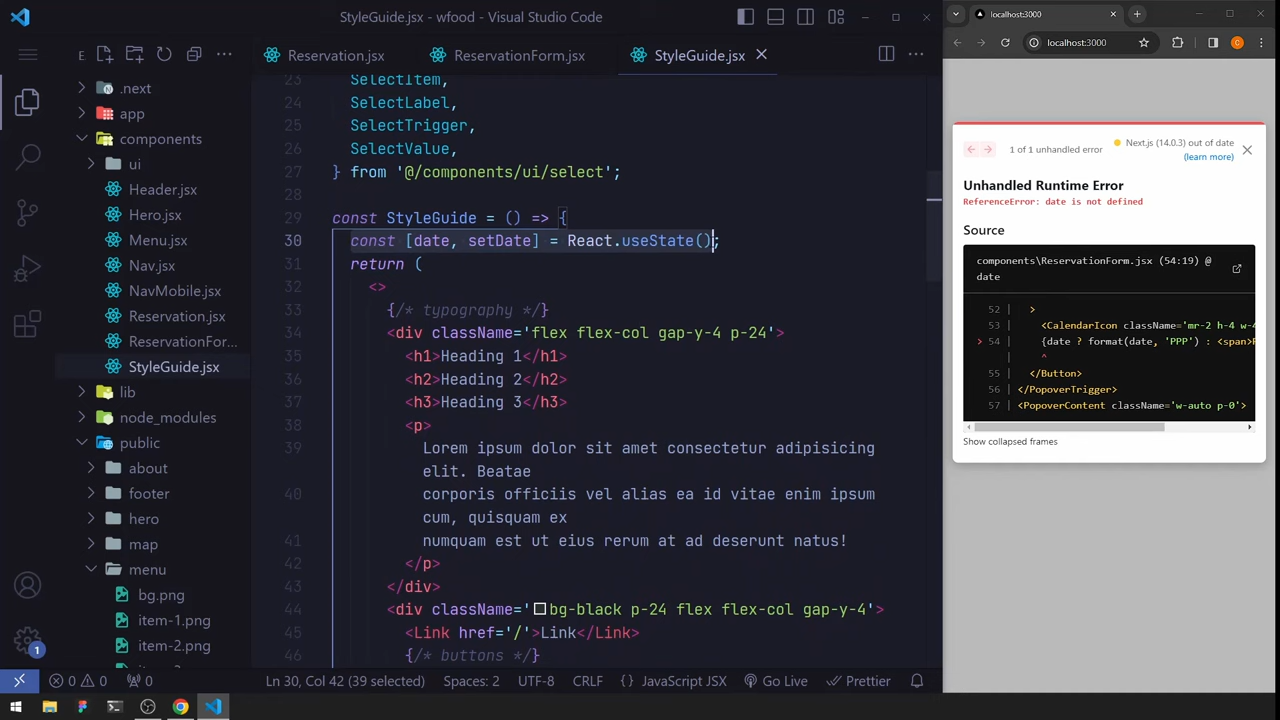 StyleGuide.jsx - wfood - Visual Studio Code
E
.next
app
components
ui
Header.jsx
Hero.jsx
Menu.jsx
Nav.jsx
NavMobile.jsx
Reservation.jsx
ReservationFor...
StyleGuide.jsx
lib
node_modules
public
about
footer
hero
map
menu
bg.png
item-1.png
item-2.png
Reservation.jsx
ReservationForm.jsx
StyleGuide.jsx
23 SelectItem,
24 SelectLabel,
25 SelectTrigger,
26 SelectValue,
27 } from '@/components/ui/select';
28
29 const StyleGuide = () => {
30 const [date, setDate] = React.useState();
31 return (
32 <>
33 {/* typography */}
34 <div className='flex flex-col gap-y-4 p-24'>
35 <h1>Heading 1</h1>
36 <h2>Heading 2</h2>
37 <h3>Heading 3</h3>
38 <p>
39 Lorem ipsum dolor sit amet consectetur adipisicing
elit. Beatae
40 corporis officiis vel alias ea id vitae enim ipsum
cum, quisquam ex
41 numquam est ut eius rerum at ad deserunt natus!
42 </p>
43 </div>
44 <div className='bg-black p-24 flex flex-col gap-y-4'>
45 <Link href='/'>Link</Link>
46 {/* buttons */}
1
0 0 0 Ln 30, Col 42 (39 selected) Spaces: 2 UTF-8 CRLF {} JavaScript JSX Go Live Prettier
localhost:3000
localhost:3000
C
1 of 1 unhandled error
Next.js (14.0.3) out of date
(learn more)
Unhandled Runtime Error
ReferenceError: date is not defined
Source
components\ReservationForm.jsx (54:19) @
date
52 | >
53 | <CalendarIcon className='mr-2 h-4 w-4
> 54 | {date ? format(date, 'PPP') : <span>
| ^
55 | </Button>
56 | </PopoverTrigger>
57 | <PopoverContent className='w-auto p-0'>
Show collapsed frames